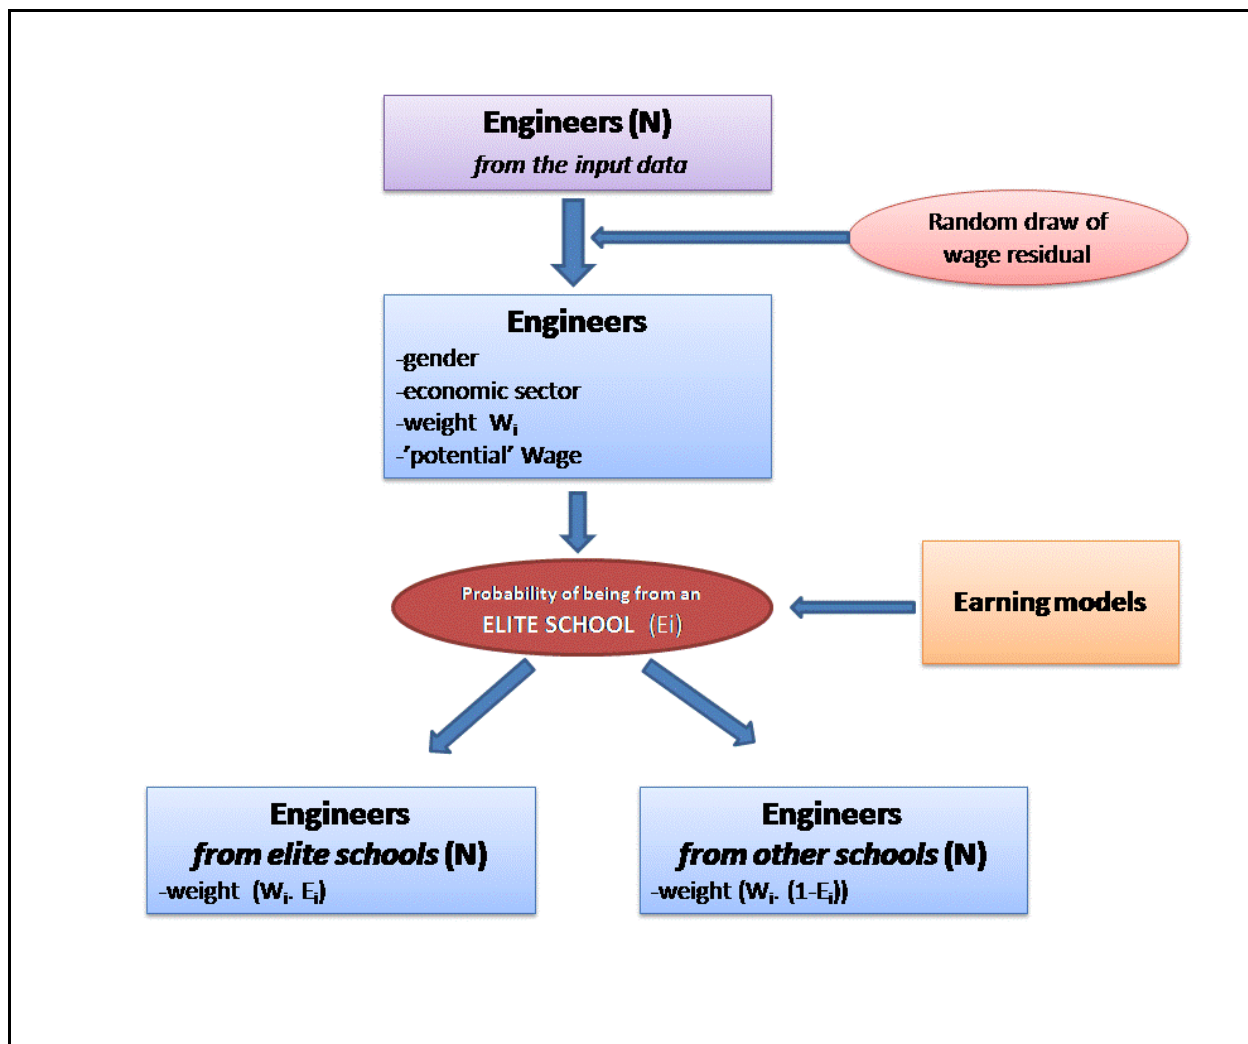 Engineers (N)
from the input data
Random draw of
wage residual
Engineers
-gender
-economic sector
-weight Wi
-'potential' Wage
Probability of being from an
ELITE SCHOOL (Ei)
Earning models
Engineers
from elite schools (N)
-weight (Wi. Ei)
Engineers
from other schools (N)
-weight (Wi. (1-Ei))